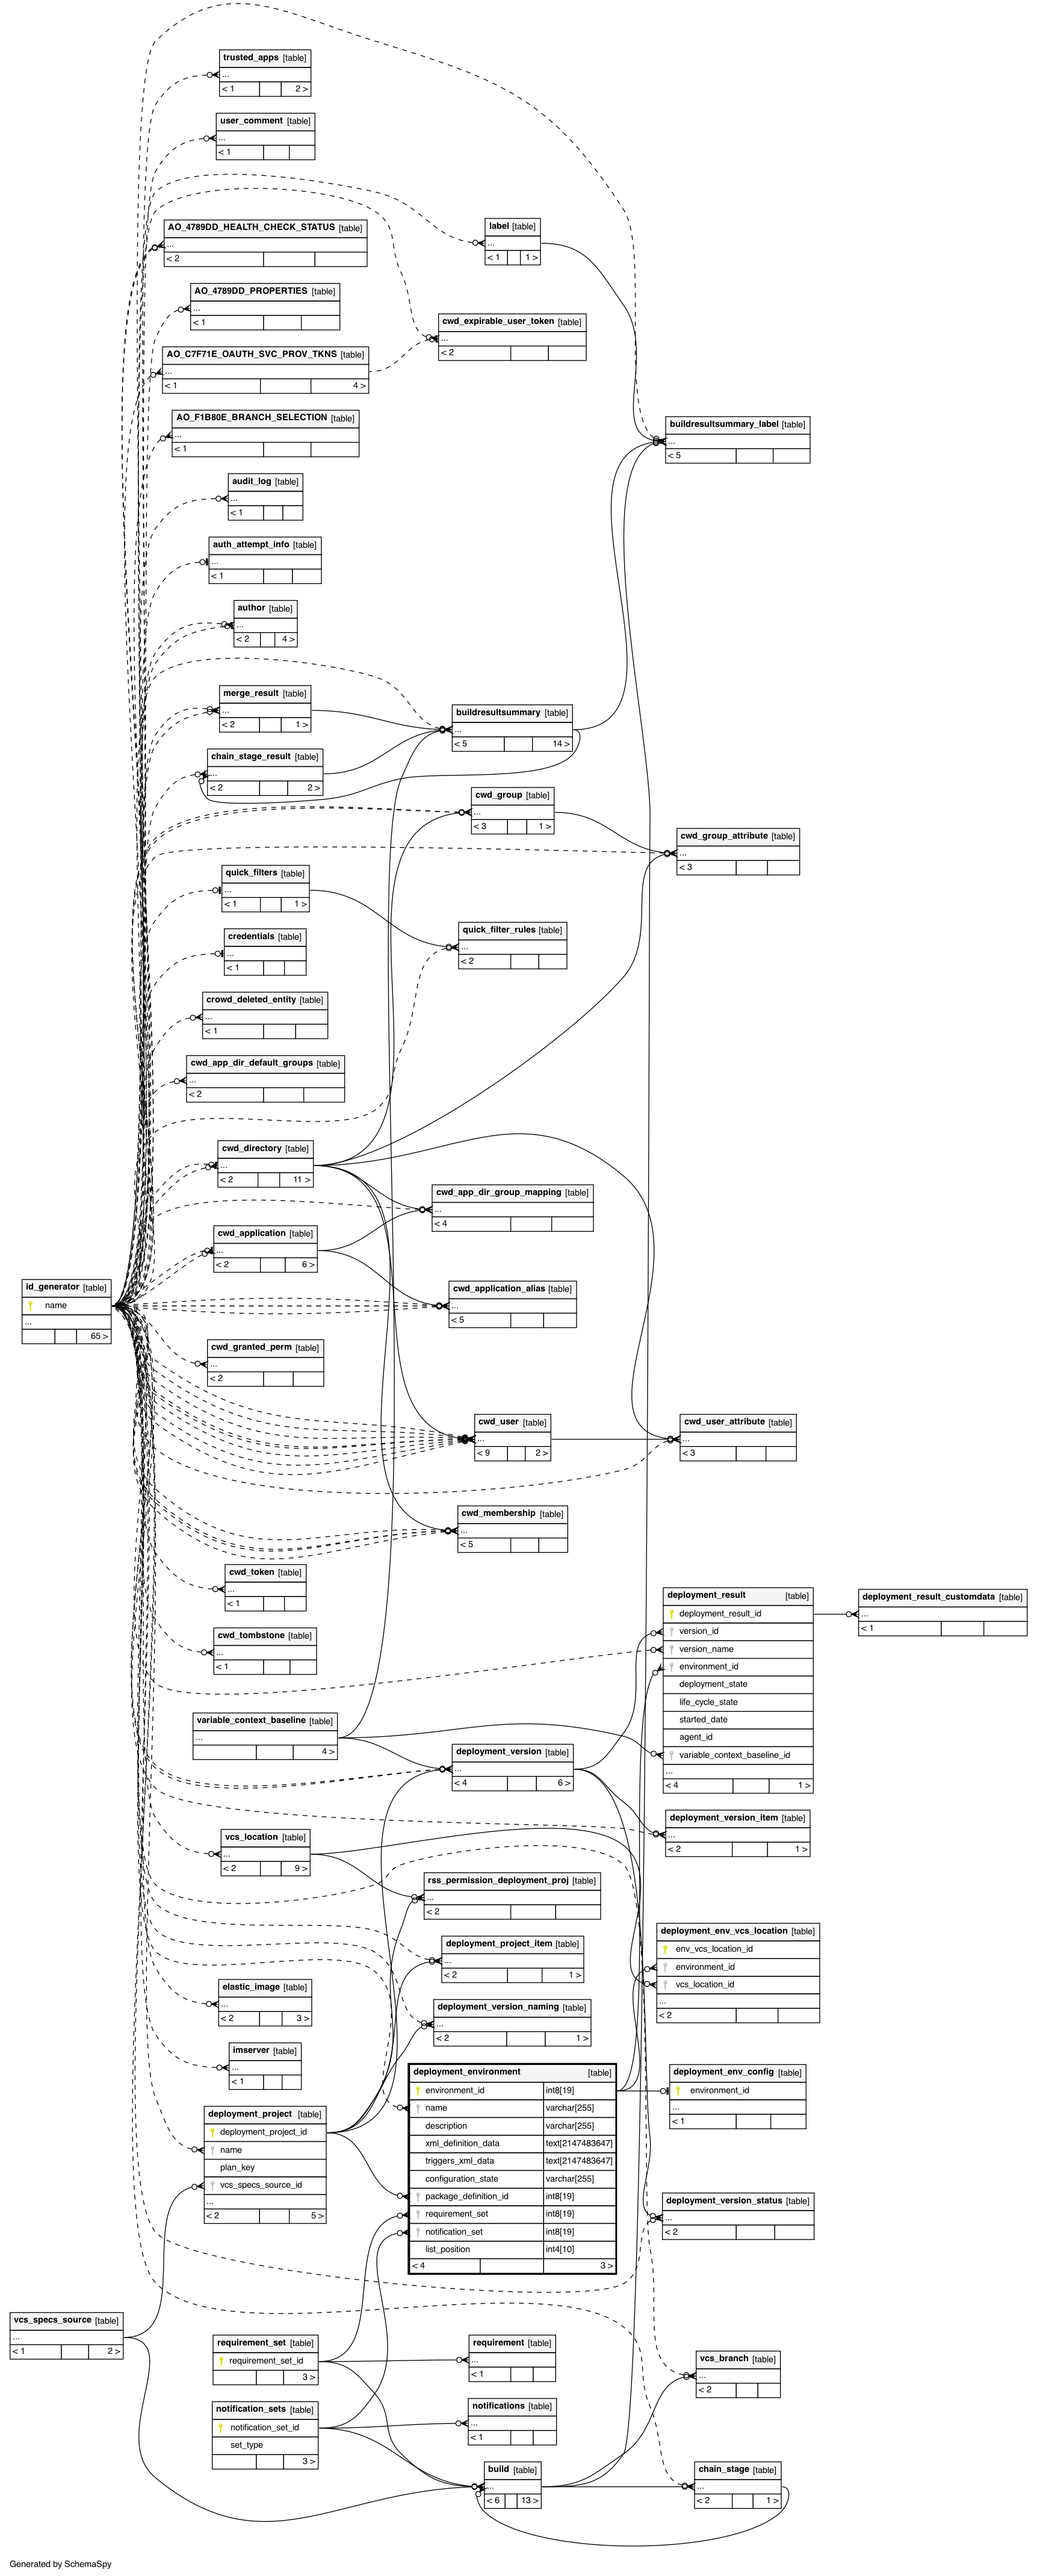 trusted_apps [table]
...
< 1 2 >
user_comment [table]
...
< 1
AO_4789DD_HEALTH_CHECK_STATUS [table]
...
< 2
label [table]
...
< 1 1 >
AO_4789DD_PROPERTIES [table]
...
< 1
cwd_expirable_user_token [table]
...
< 2
AO_C7F71E_OAUTH_SVC_PROV_TKNS [table]
...
< 1 4 >
AO_F1B80E_BRANCH_SELECTION [table]
...
< 1
buildresultsummary_label [table]
...
< 5
audit_log [table]
...
< 1
auth_attempt_info [table]
...
< 1
author [table]
...
< 2 4 >
merge_result [table]
...
< 2 1 >
buildresultsummary [table]
...
< 5 14 >
chain_stage_result [table]
...
< 2 2 >
cwd_group [table]
...
< 3 1 >
cwd_group_attribute [table]
...
< 3
quick_filters [table]
...
< 1 1 >
quick_filter_rules [table]
...
< 2
credentials [table]
...
< 1
crowd_deleted_entity [table]
...
< 1
cwd_app_dir_default_groups [table]
...
< 2
cwd_directory [table]
...
< 2 11 >
cwd_app_dir_group_mapping [table]
...
< 4
cwd_application [table]
...
< 2 6 >
id_generator [table]
name
...
65 >
cwd_application_alias [table]
...
< 5
cwd_granted_perm [table]
...
< 2
cwd_user [table]
...
< 9 2 >
cwd_user_attribute [table]
...
< 3
cwd_membership [table]
...
< 5
cwd_token [table]
...
< 1
deployment_result [table]
deployment_result_id
version_id
version_name
environment_id
deployment_state
life_cycle_state
started_date
agent_id
variable_context_baseline_id
...
< 4 1 >
deployment_result_customdata [table]
...
< 1
cwd_tombstone [table]
...
< 1
variable_context_baseline [table]
...
4 >
deployment_version [table]
...
< 4 6 >
deployment_version_item [table]
...
< 2 1 >
vcs_location [table]
...
< 2 9 >
rss_permission_deployment_proj [table]
...
< 2
deployment_env_vcs_location [table]
env_vcs_location_id
environment_id
vcs_location_id
...
< 2
deployment_project_item [table]
...
< 2 1 >
elastic_image [table]
...
< 2 3 >
deployment_version_naming [table]
...
< 2 1 >
imserver [table]
...
< 1
deployment_environment [table]
environment_id int8[19]
name varchar[255]
description varchar[255]
xml_definition_data text[2147483647]
triggers_xml_data text[2147483647]
configuration_state varchar[255]
package_definition_id int8[19]
requirement_set int8[19]
notification_set int8[19]
list_position int4[10]
< 4 3 >
deployment_env_config [table]
environment_id
...
< 1
deployment_project [table]
deployment_project_id
name
plan_key
vcs_specs_source_id
...
< 2 5 >
deployment_version_status [table]
...
< 2
vcs_specs_source [table]
...
< 1 2 >
requirement_set [table]
requirement_set_id
3 >
requirement [table]
...
< 1
vcs_branch [table]
...
< 2
notification_sets [table]
notification_set_id
set_type
3 >
notifications [table]
...
< 1
build [table]
...
< 6 13 >
chain_stage [table]
...
< 2 1 >
Generated by SchemaSpy